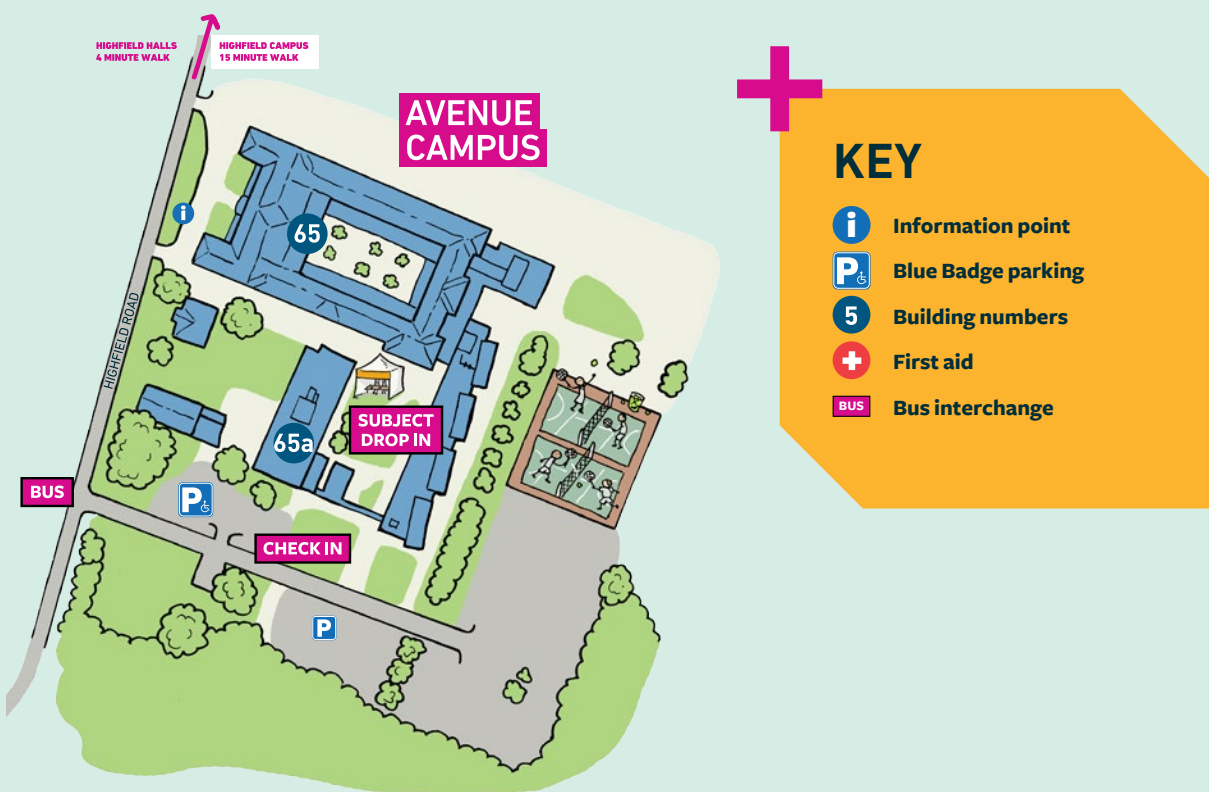 HIGHFIELD HALLS
4 MINUTE WALK
HIGHFIELD CAMPUS
15 MINUTE WALK
AVENUE
CAMPUS
65
HIGHFIELD ROAD
SUBJECT
DROP IN
65a
BUS
P
CHECK IN
P
KEY
i Information point
P Blue Badge parking
5 Building numbers
First aid
BUS Bus interchange